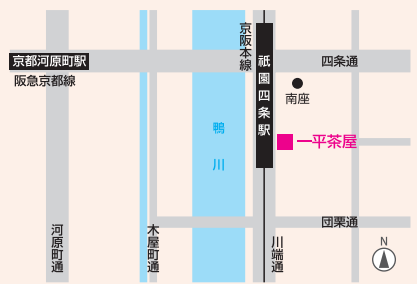 京都河原町駅
阪急京都線
京阪本線
祇園四条駅
四条通
南座
一平茶屋
鴨川
団栗通
河原町通
木屋町通
川端通
N